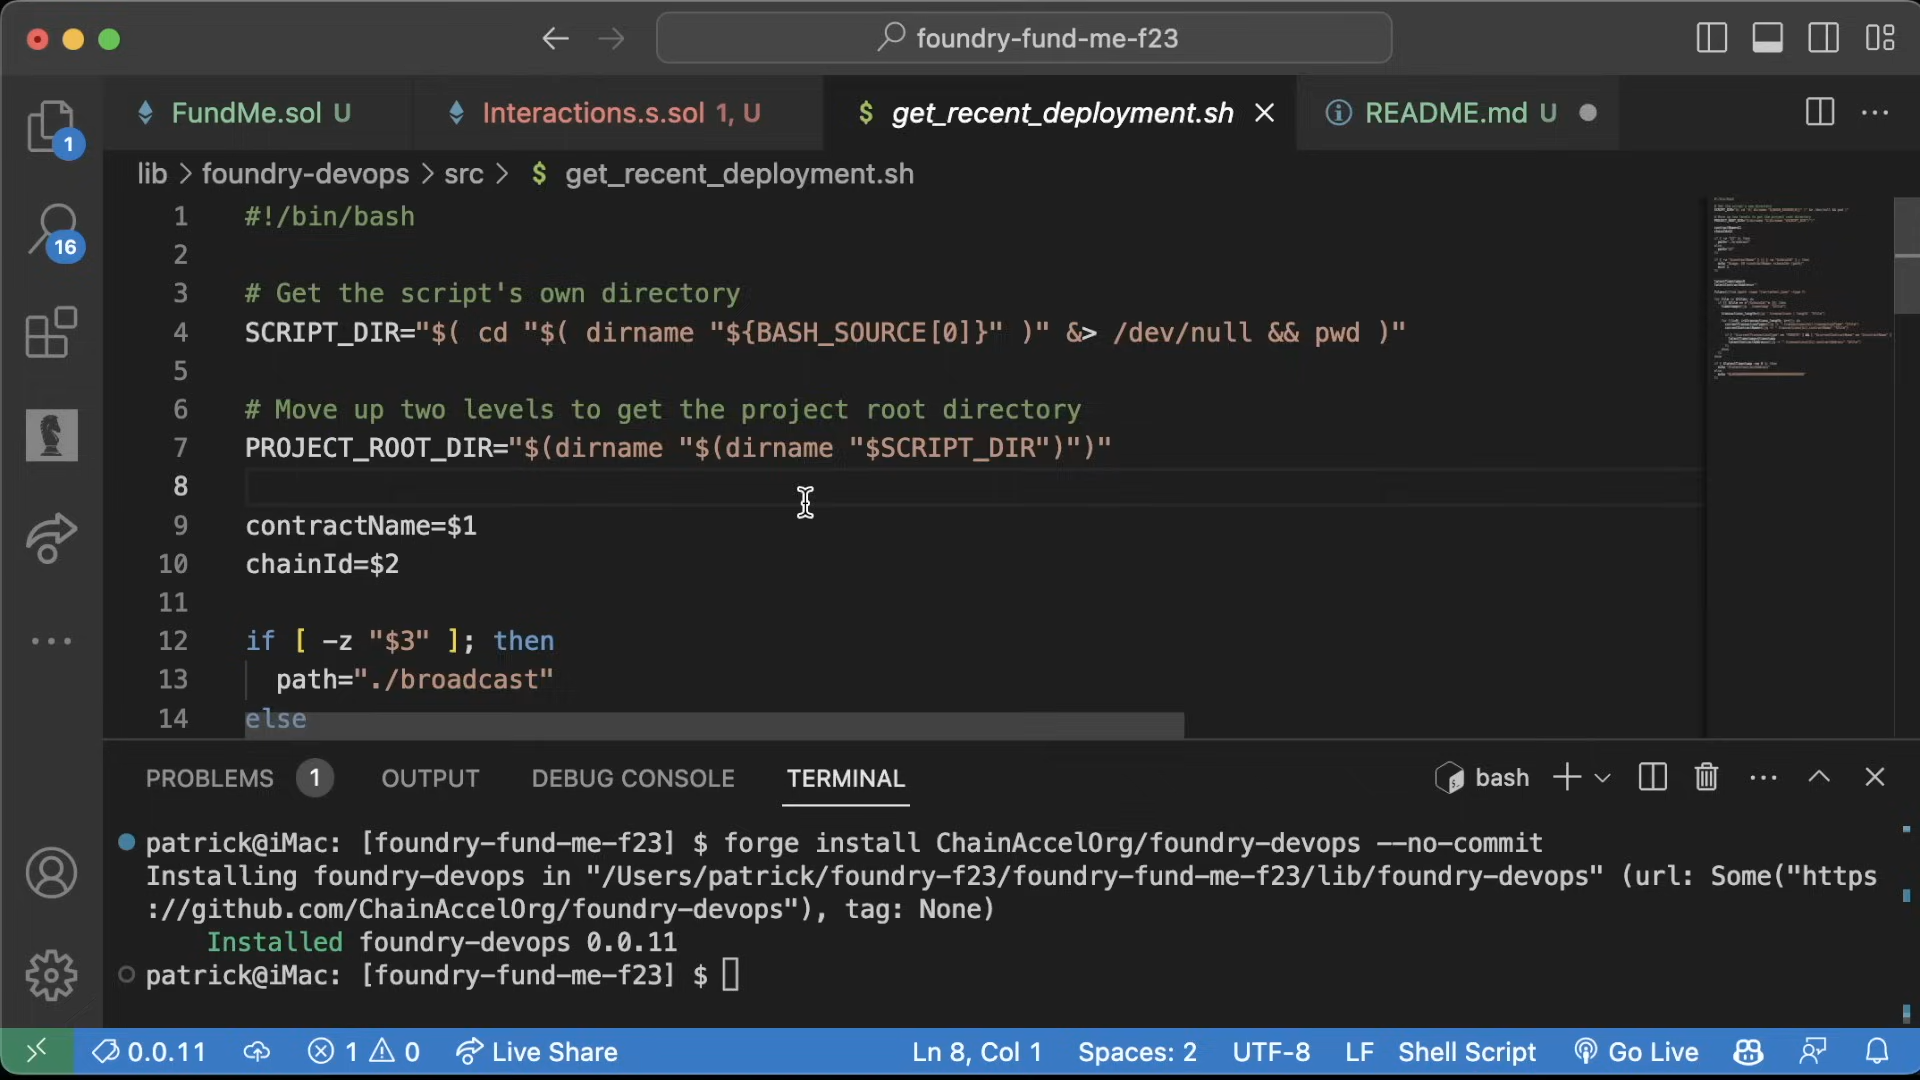 foundry-fund-me-f23
FundMe.sol U
Interactions.s.sol 1, U
$ get_recent_deployment.sh
README.md U
1
lib > foundry-devops > src > $ get_recent_deployment.sh
1 #!/bin/bash
2
3 # Get the script's own directory
4 SCRIPT_DIR="$( cd "$( dirname "${BASH_SOURCE[0]}" )" &> /dev/null && pwd )"
5
6 # Move up two levels to get the project root directory
7 PROJECT_ROOT_DIR="$(dirname "$(dirname "$SCRIPT_DIR")")"
8
9 contractName=$1
10 chainId=$2
11
12 if [ -z "$3" ]; then
13 path="./broadcast"
14 else
16
PROBLEMS 1 OUTPUT DEBUG CONSOLE TERMINAL
bash
patrick@iMac: [foundry-fund-me-f23] $ forge install ChainAccelOrg/foundry-devops --no-commit
Installing foundry-devops in "/Users/patrick/foundry-f23/foundry-fund-me-f23/lib/foundry-devops" (url: Some("https
://github.com/ChainAccelOrg/foundry-devops"), tag: None)
Installed foundry-devops 0.0.11
patrick@iMac: [foundry-fund-me-f23] $
0.0.11 1 0 Live Share Ln 8, Col 1 Spaces: 2 UTF-8 LF Shell Script Go Live